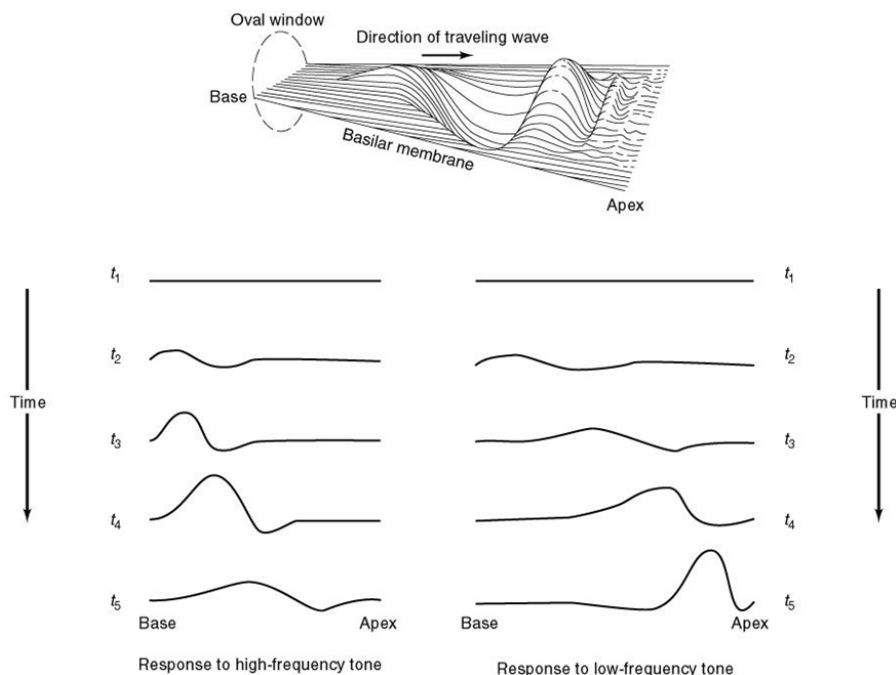 Oval window
Direction of traveling wave
Base
Basilar membrane
Apex
t1
t1
t2
t2
Time
Time
t3
t3
t4
t4
t5
t5
Base
Apex
Base
Apex
Response to high-frequency tone
Response to low-frequency tone